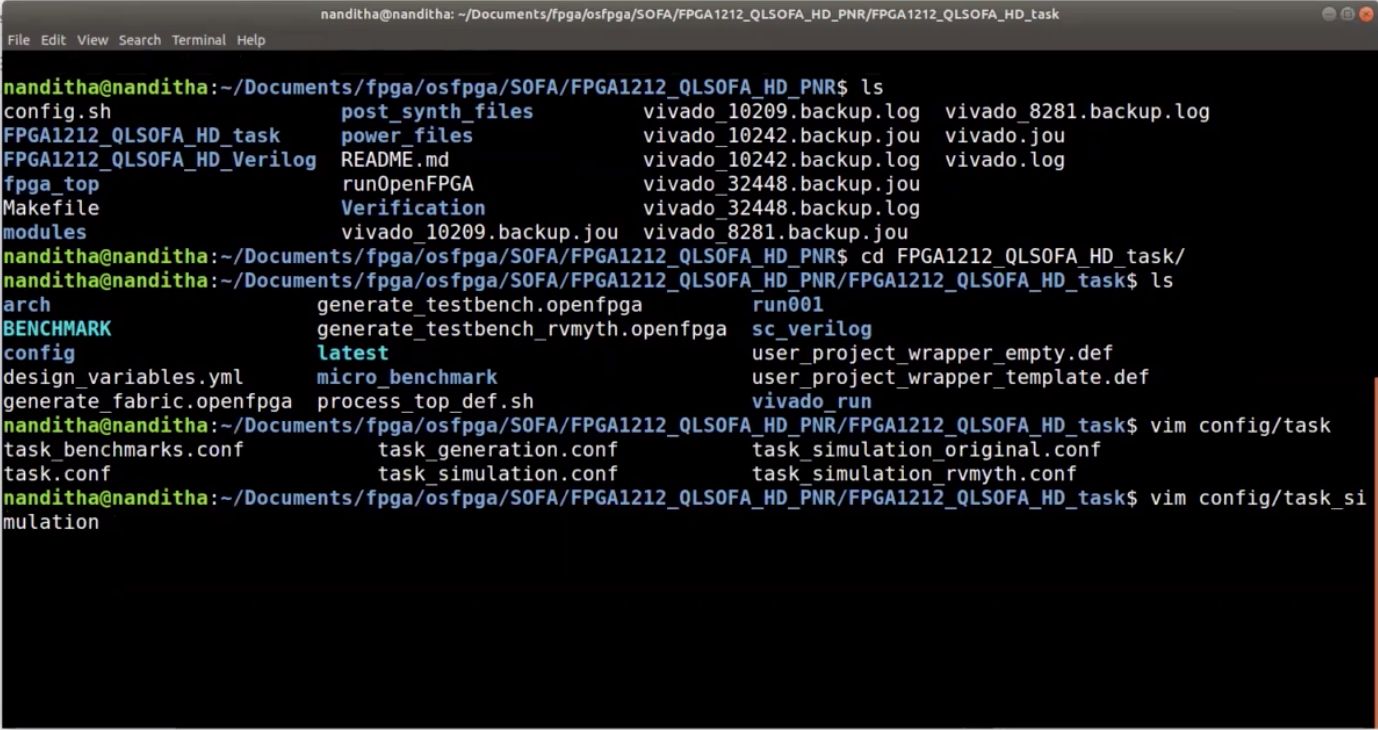 nanditha@nanditha: ~/Documents/fpga/osfpga/SOFA/FPGA1212_QLSOFA_HD_PNR/FPGA1212_QLSOFA_HD_task
File Edit View Search Terminal Help
nanditha@nanditha:~/Documents/fpga/osfpga/SOFA/FPGA1212_QLSOFA_HD_PNR$ ls
config.sh post_synth_files vivado_10209.backup.log vivado_8281.backup.log
FPGA1212_QLSOFA_HD_task power_files vivado_10242.backup.jou vivado.jou
FPGA1212_QLSOFA_HD_Verilog README.md vivado_10242.backup.log vivado.log
fpga_top runOpenFPGA vivado_32448.backup.jou
Makefile Verification vivado_32448.backup.log
modules vivado_10209.backup.jou vivado_8281.backup.jou
nanditha@nanditha:~/Documents/fpga/osfpga/SOFA/FPGA1212_QLSOFA_HD_PNR$ cd FPGA1212_QLSOFA_HD_task/
nanditha@nanditha:~/Documents/fpga/osfpga/SOFA/FPGA1212_QLSOFA_HD_PNR/FPGA1212_QLSOFA_HD_task$ ls
arch generate_testbench.openfpga run001
BENCHMARK generate_testbench_rvmyth.openfpga sc_verilog
config latest user_project_wrapper_empty.def
design_variables.yml micro_benchmark user_project_wrapper_template.def
generate_fabric.openfpga process_top_def.sh vivado_run
nanditha@nanditha:~/Documents/fpga/osfpga/SOFA/FPGA1212_QLSOFA_HD_PNR/FPGA1212_QLSOFA_HD_task$ vim config/task
task_benchmarks.conf task_generation.conf task_simulation_original.conf
task.conf task_simulation.conf task_simulation_rvmyth.conf
nanditha@nanditha:~/Documents/fpga/osfpga/SOFA/FPGA1212_QLSOFA_HD_PNR/FPGA1212_QLSOFA_HD_task$ vim config/task_si
mulation